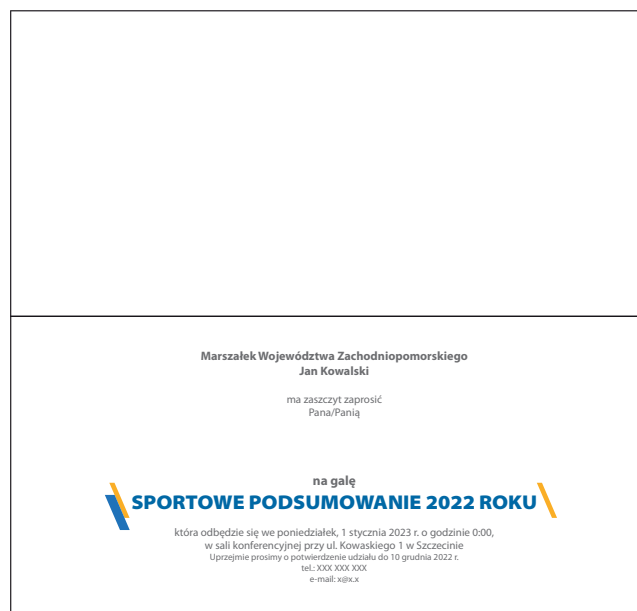 Marszałek Województwa Zachodniopomorskiego
Jan Kowalski
ma zaszczyt zaprosić
Pana/Panią
na galę
SPORTOWE PODSUMOWANIE 2022 ROKU
która odbędzie się we poniedziałek, 1 stycznia 2023 r. o godzinie 0:00,
w sali konferencyjnej przy ul. Kowaskiego 1 w Szczecinie
Uprzejmie prosimy o potwierdzenie udziału do 10 grudnia 2022 r.
tel.: XXX XXX XXX
e-mail: x@x.x